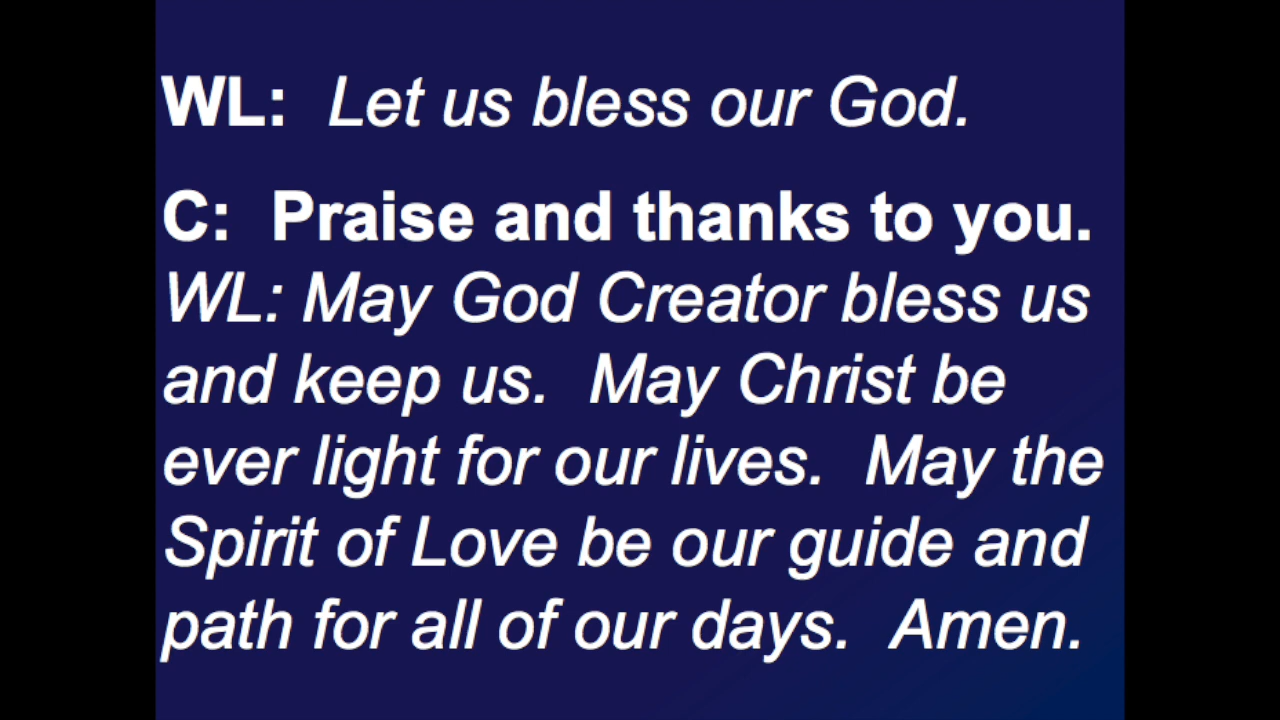 WL: Let us bless our God.
C: Praise and thanks to you.
WL: May God Creator bless us
and keep us. May Christ be
ever light for our lives. May the
Spirit of Love be our guide and
path for all of our days. Amen.